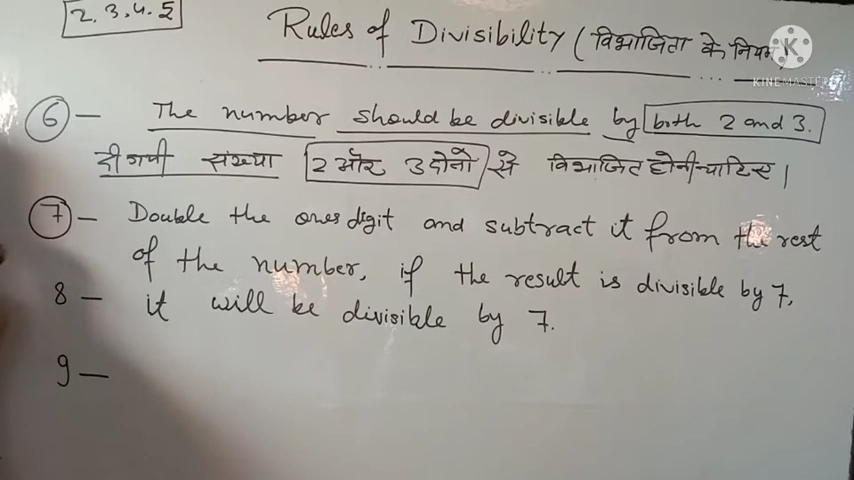 2.3.4.5
Rules of Divisibility (विभाजिता के नियम)
K
KINEMASTER
6 — The number should be divisible by both 2 and 3.
दी गयी संख्या 2 और 3 दोनों से विभाजित होनी चाहिए।
7 — Double the ones digit and subtract it from the rest
of the number, if the result is divisible by 7,
8 — it will be divisible by 7.
9 —